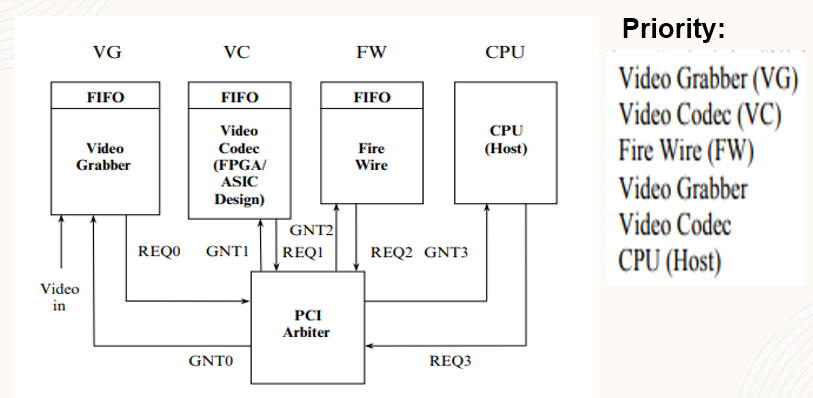 Priority:
VG VC FW CPU
FIFO FIFO FIFO
Video Grabber
Video Codec (FPGA/ ASIC Design)
Fire Wire
CPU (Host)
REQ0 GNT1 REQ1 GNT2 REQ2 GNT3
Video in
PCI Arbiter
GNT0 REQ3
Video Grabber (VG)
Video Codec (VC)
Fire Wire (FW)
Video Grabber
Video Codec
CPU (Host)